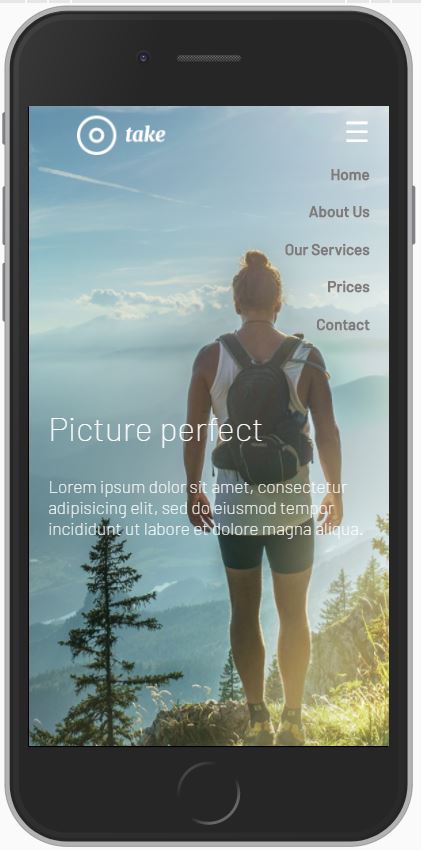 take
Home
About Us
Our Services
Prices
Contact
Picture perfect
Lorem ipsum dolor sit amet, consectetur
adipisicing elit, sed do eiusmod tempor
incididunt ut labore et dolore magna aliqua.